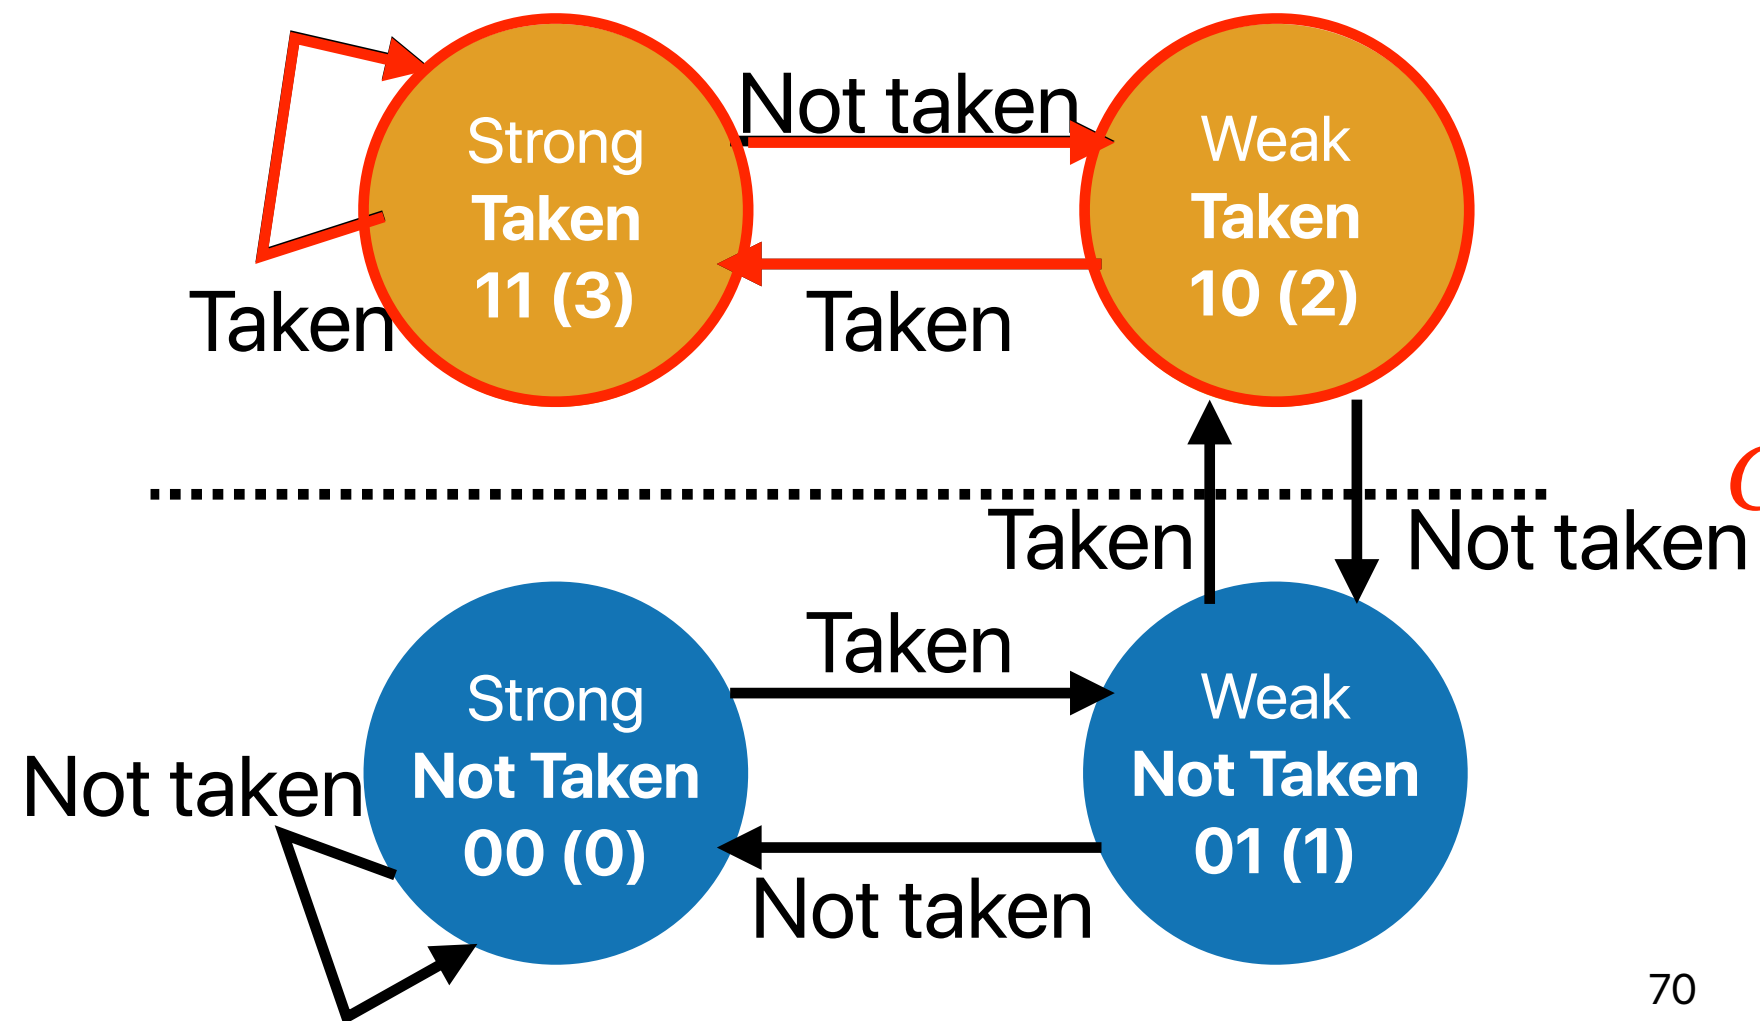 Not taken
Strong
Taken
11 (3)
Weak
Taken
10 (2)
Taken
Taken
Taken
Not taken
Taken
Strong
Not Taken
00 (0)
Weak
Not Taken
01 (1)
Not taken
Not taken
70